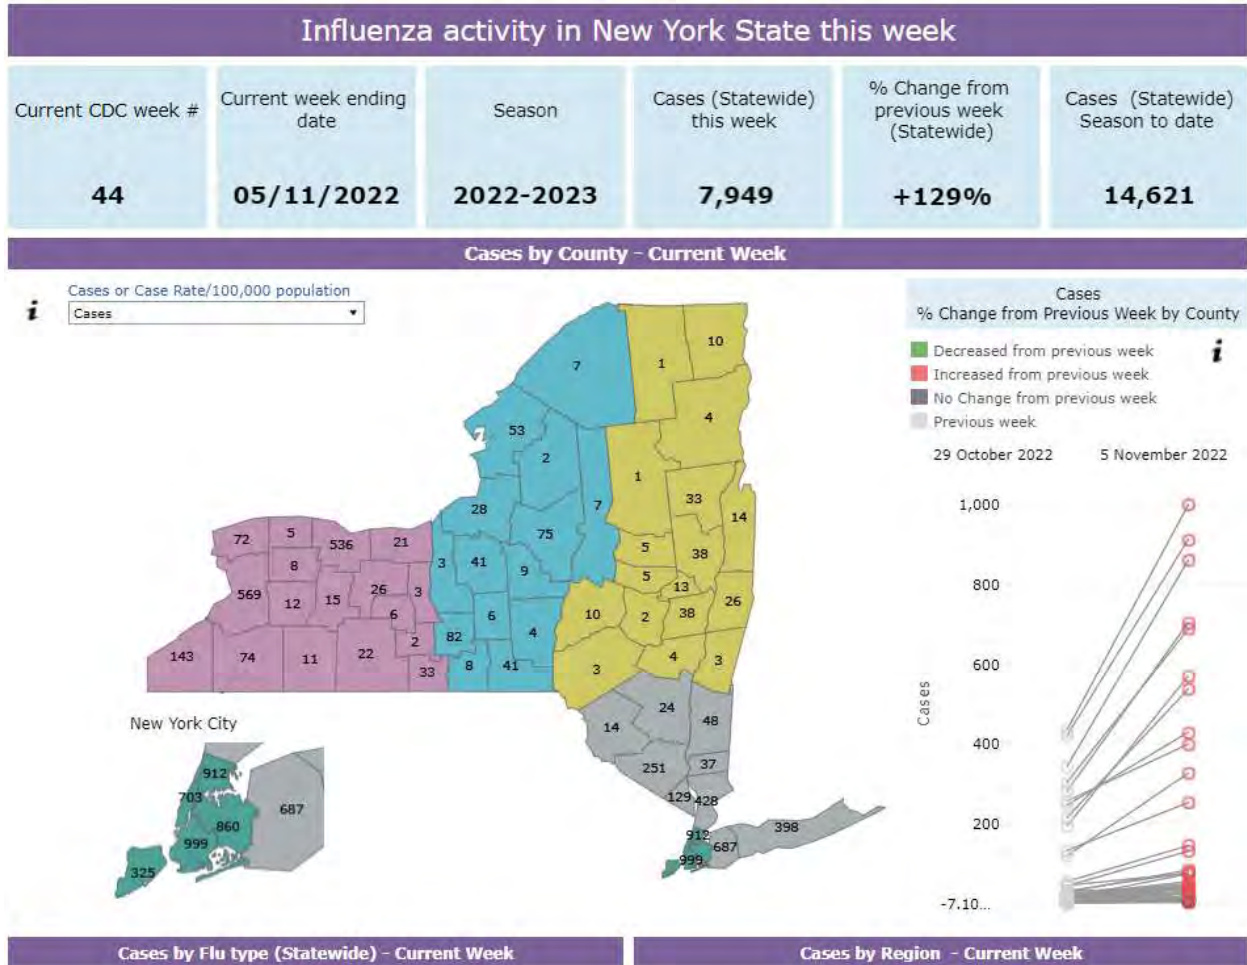 Influenza activity in New York State this week
Current CDC week #
44
Current week ending
date
05/11/2022
Season
2022-2023
Cases (Statewide)
this week
7,949
% Change from
previous week
(Statewide)
+129%
Cases (Statewide)
Season to date
14,621
Cases by County - Current Week
i
Cases or Case Rate/100,000 population
Cases
Cases
% Change from Previous Week by County
Decreased from previous week
i
Increased from previous week
No Change from previous week
Previous week
29 October 2022 5 November 2022
1,000
800
600
400
200
-7.10...
Cases
10
1
7
4
53
2
1
33
28
7
14
75
72
5
536
21
5
38
3
41
8
9
5
569
26
3
13
12
15
10
26
6
6
2
38
82
4
2
143
74
11
22
4
3
33
8
41
3
New York City
24
14
48
251
37
129
428
398
912
687
999
912
703
687
860
999
325
Cases by Flu type (Statewide) - Current Week
Cases by Region - Current Week